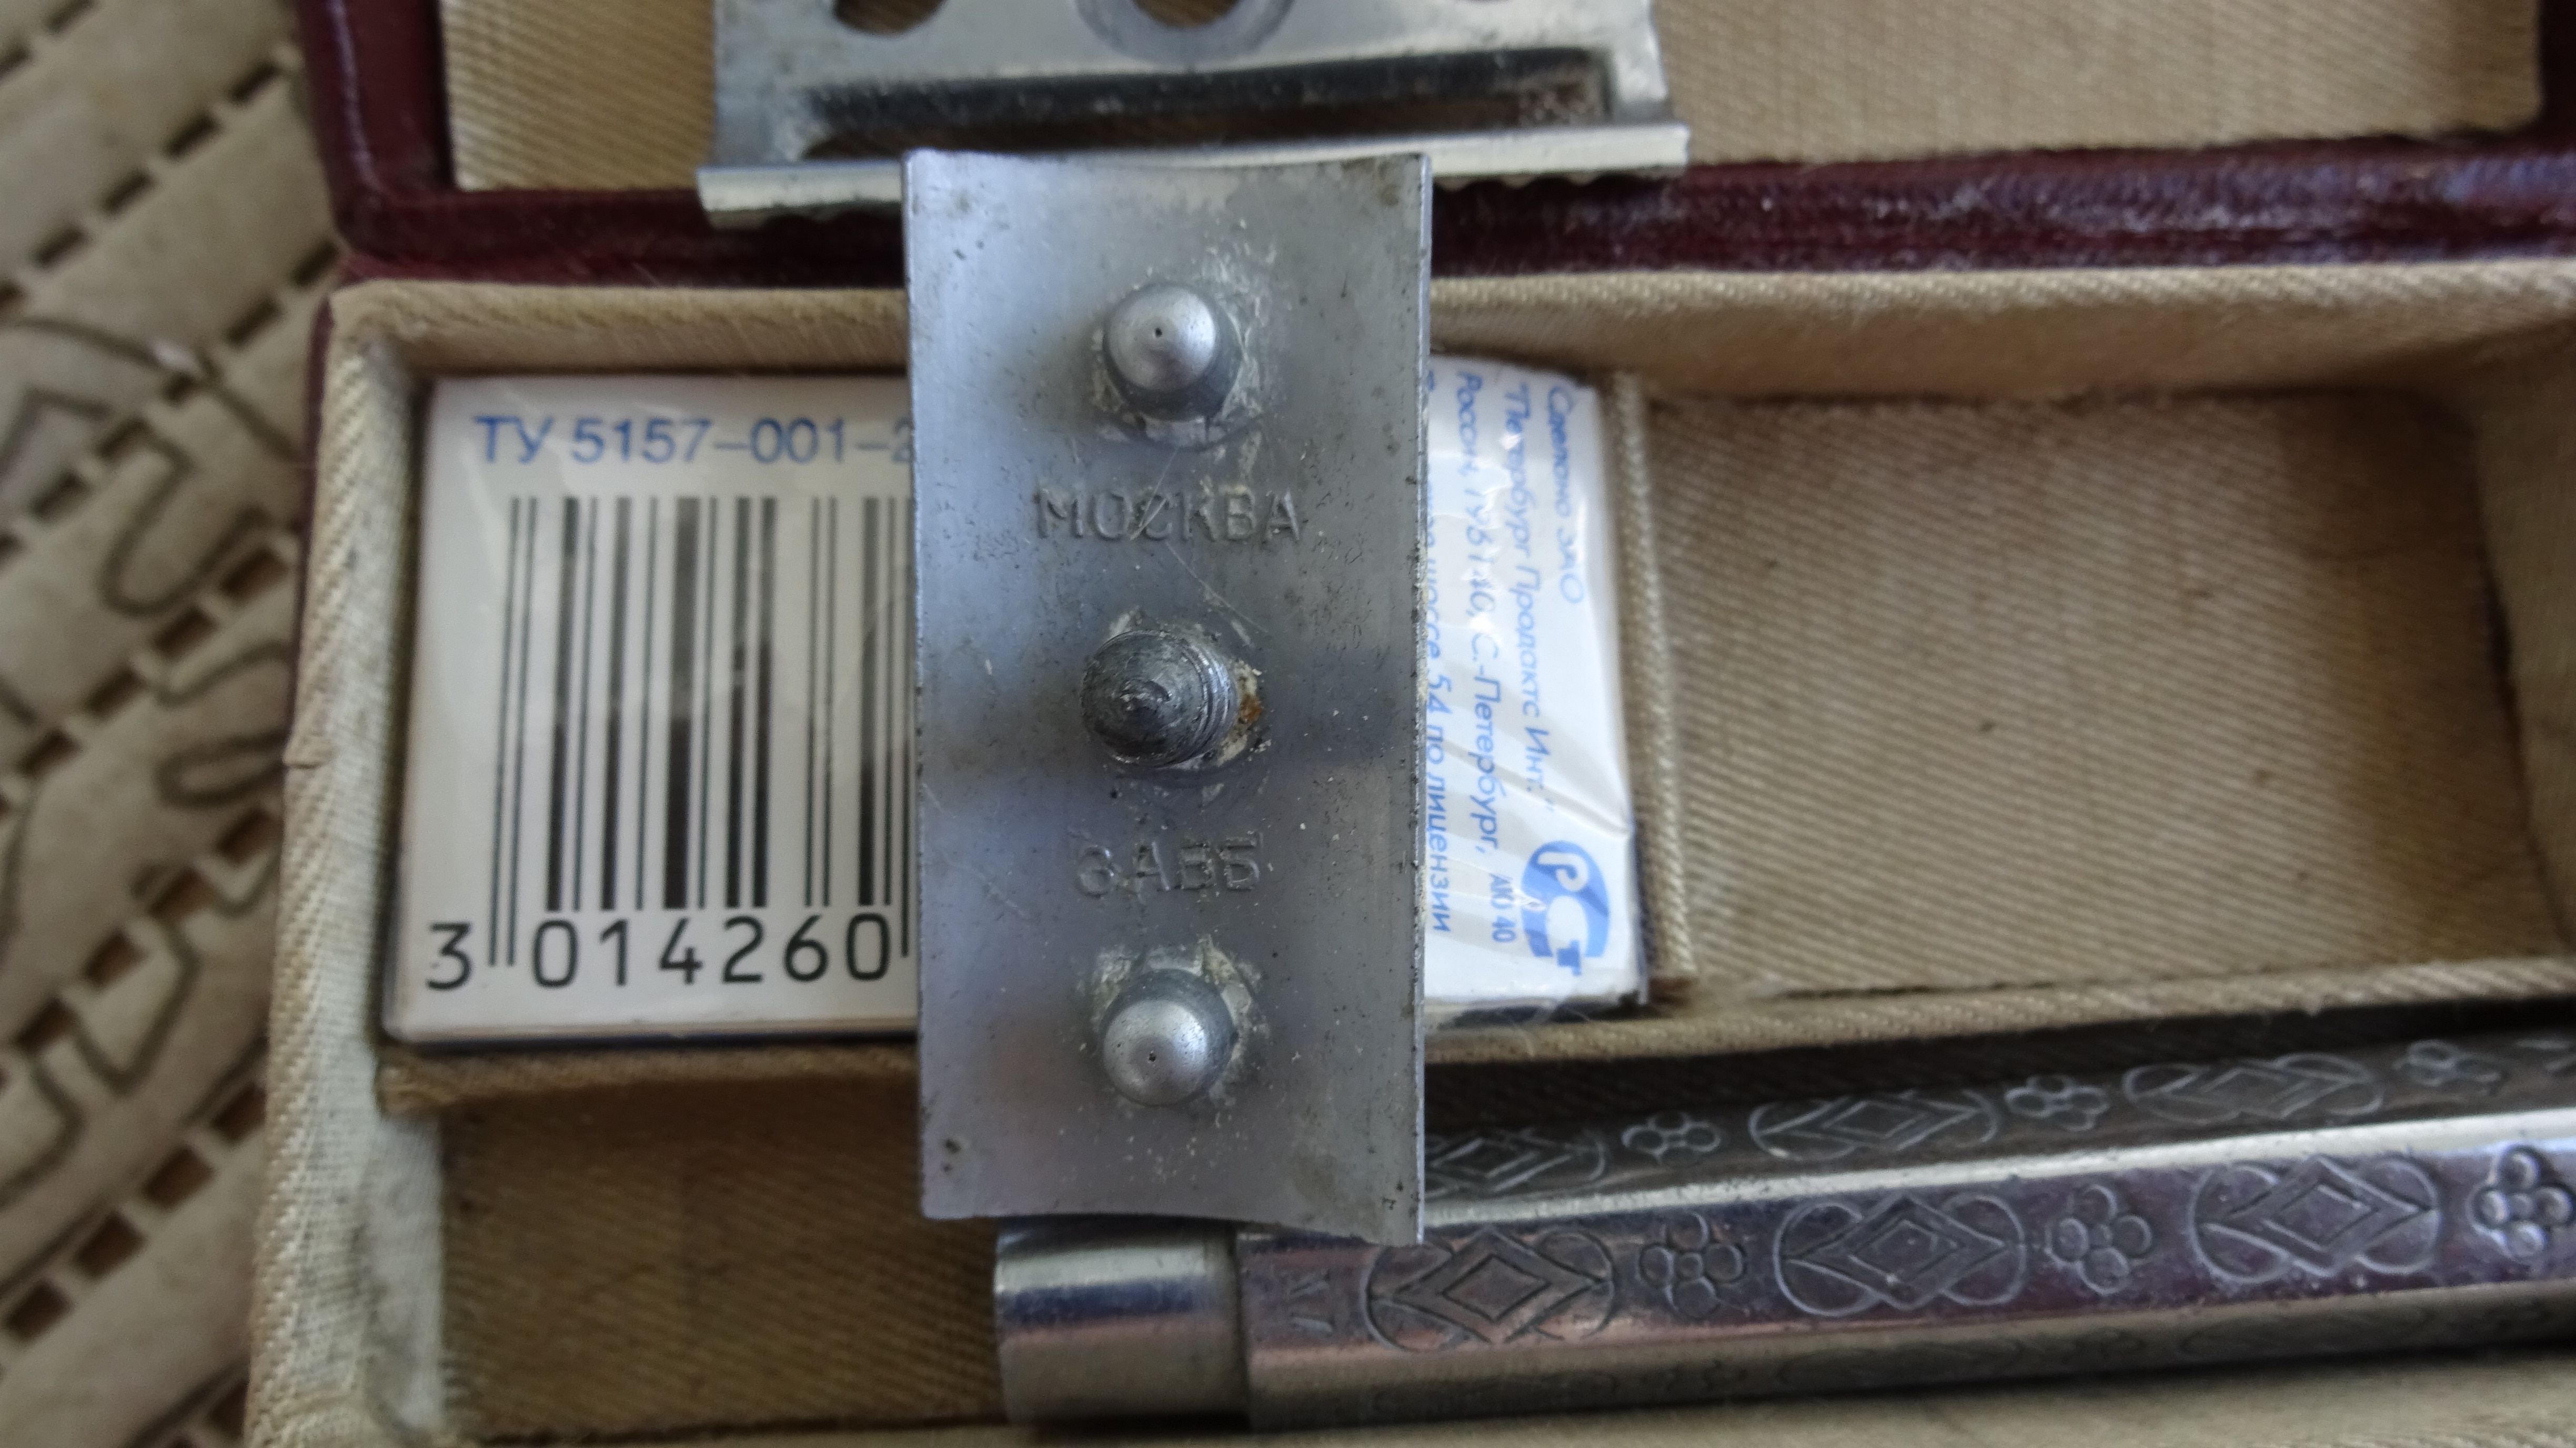 ТУ 5157–001–2
3 014260
МОСКВА
ЗАВБ
Сделано ЗАО
"Петербург Продактс Инт."
Россия, 196140, С.-Петербург,
шоссе 54 по лицензии
РСТ
АЮ 40